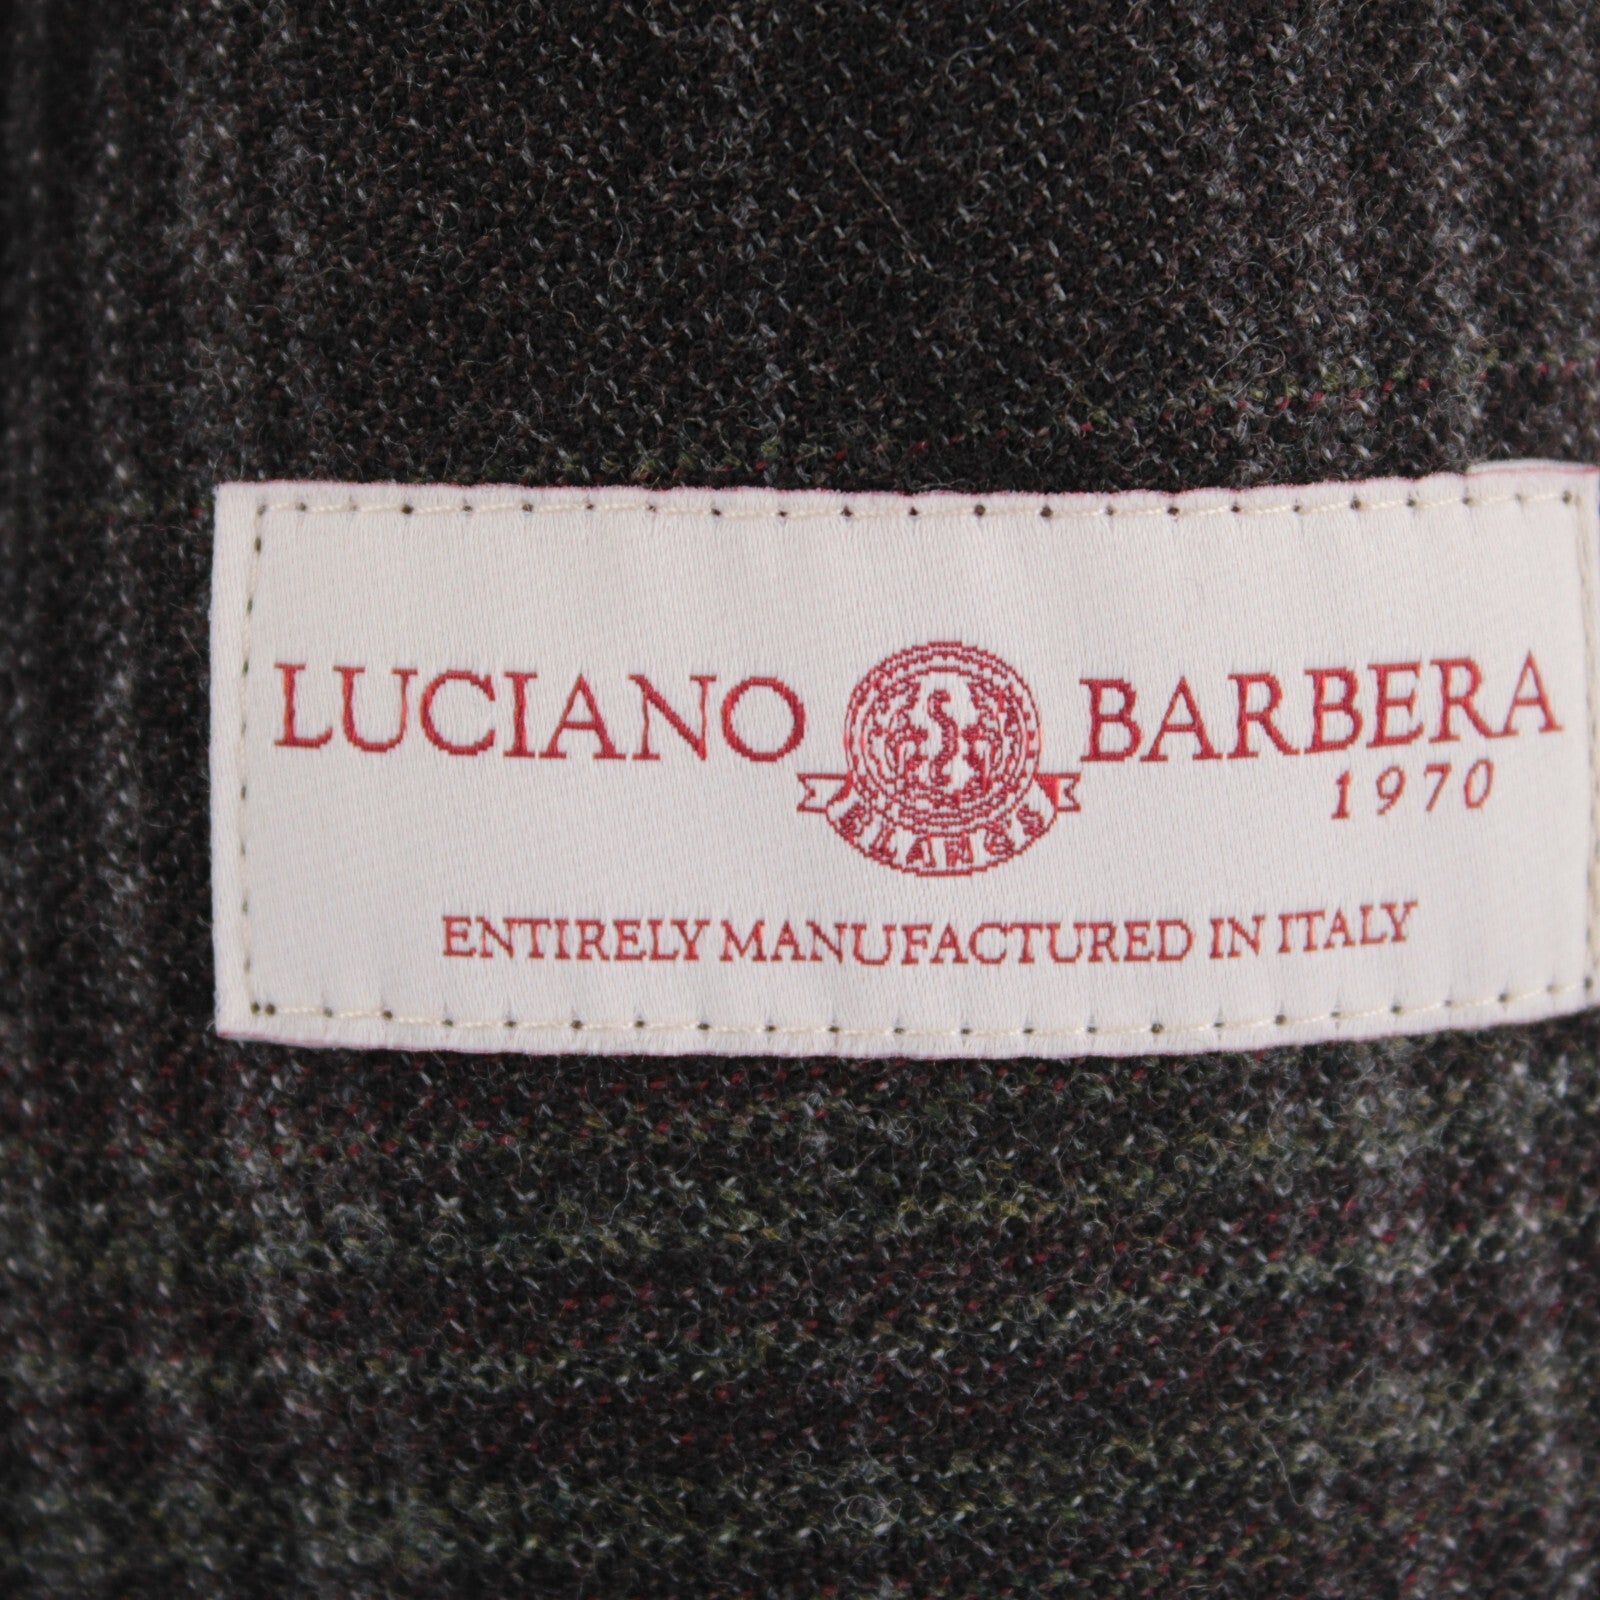 LUCIANO BARBERA
1970
ENTIRELY MANUFACTURED IN ITALY